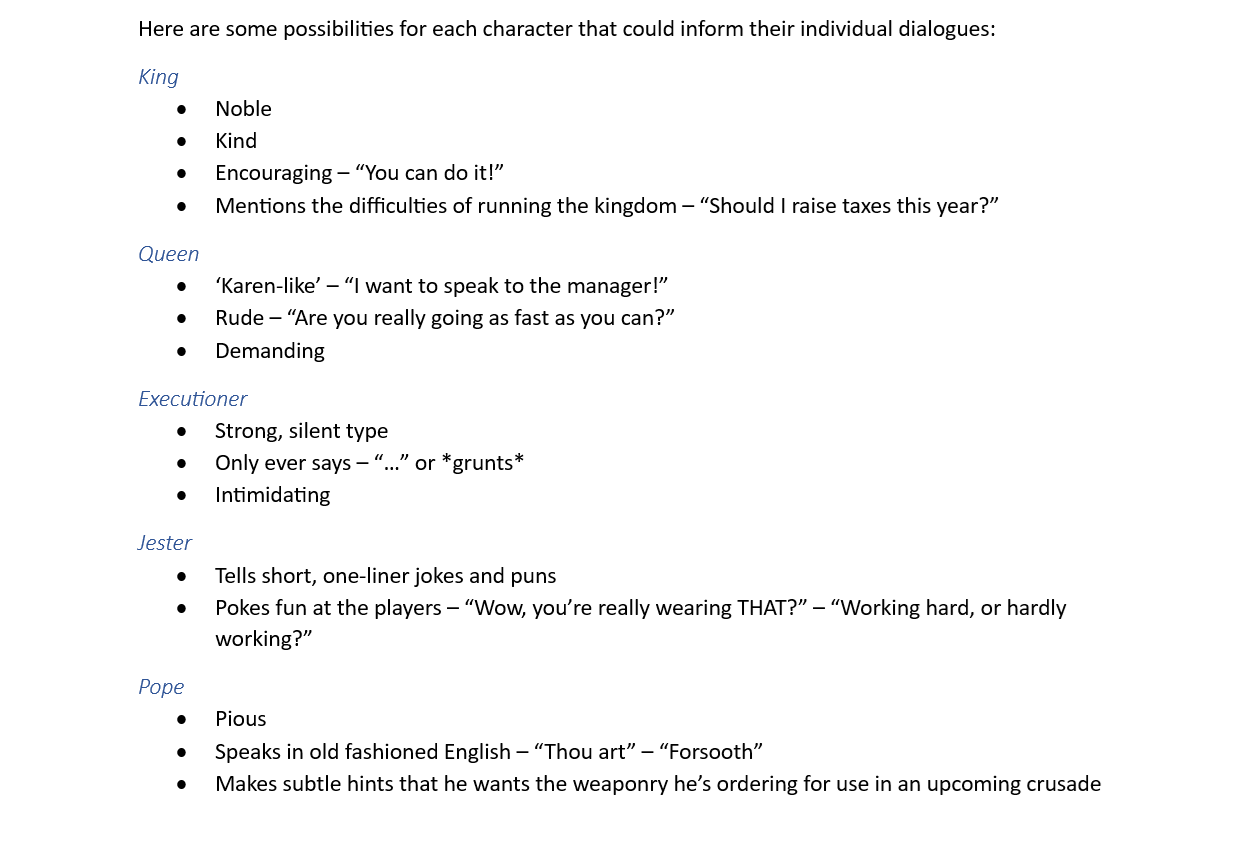 Here are some possibilities for each character that could inform their individual dialogues:
King
• Noble
• Kind
• Encouraging – “You can do it!”
• Mentions the difficulties of running the kingdom – “Should I raise taxes this year?”
Queen
• ‘Karen-like’ – “I want to speak to the manager!”
• Rude – “Are you really going as fast as you can?”
• Demanding
Executioner
• Strong, silent type
• Only ever says – “…” or *grunts*
• Intimidating
Jester
• Tells short, one-liner jokes and puns
• Pokes fun at the players – “Wow, you’re really wearing THAT?” – “Working hard, or hardly
working?”
Pope
• Pious
• Speaks in old fashioned English – “Thou art” – “Forsooth”
• Makes subtle hints that he wants the weaponry he’s ordering for use in an upcoming crusade